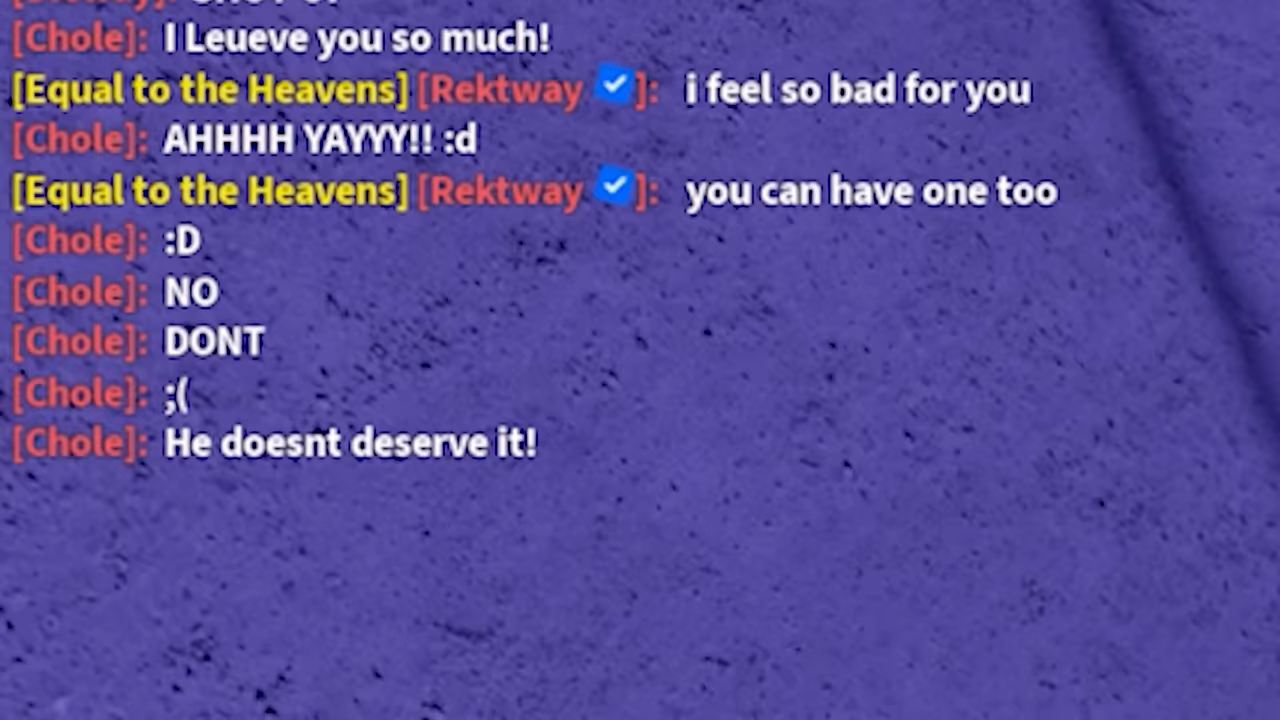 [Chole]: I Leueve you so much!
[Equal to the Heavens] [Rektway ✓]: i feel so bad for you
[Chole]: AHHHH YAYYY!! :d
[Equal to the Heavens] [Rektway ✓]: you can have one too
[Chole]: :D
[Chole]: NO
[Chole]: DONT
[Chole]: ;(
[Chole]: He doesnt deserve it!